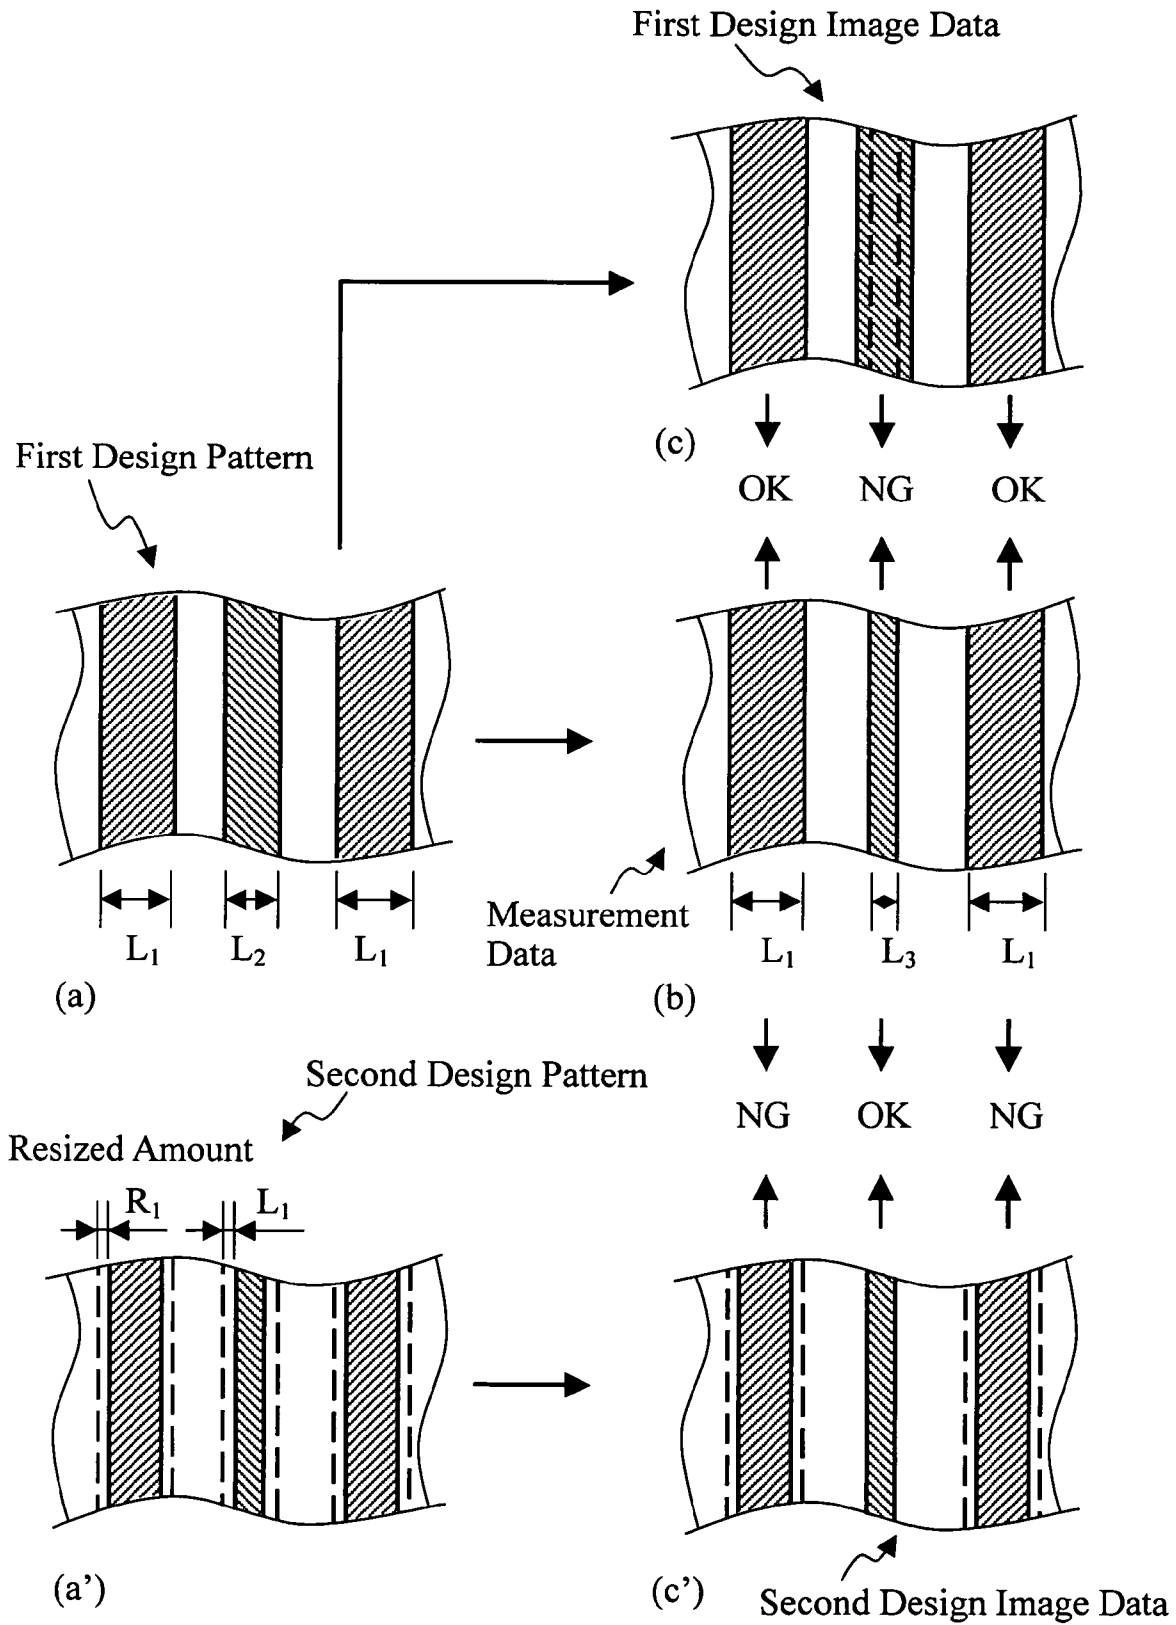 First Design Image Data
(c)
OK NG OK
First Design Pattern
L₁ L₂ L₁
(a)
Measurement
Data
L₁ L₃ L₁
(b)
NG OK NG
Second Design Pattern
Resized Amount
R₁ L₁
(a’)
(c’)
Second Design Image Data